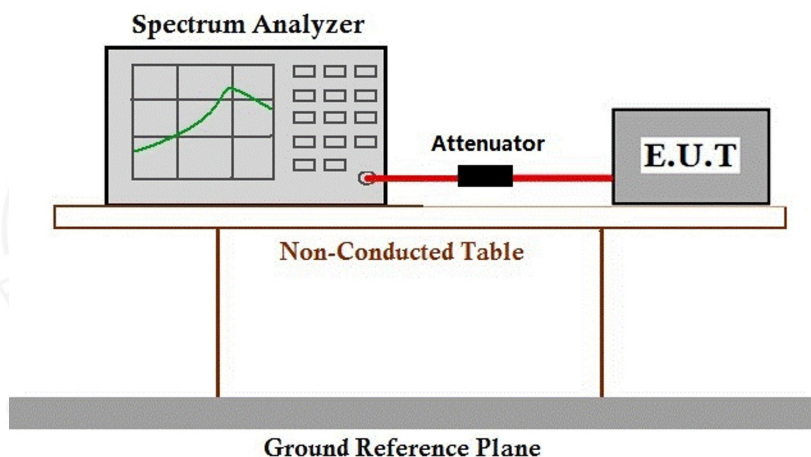 Spectrum Analyzer
Attenuator
E.U.T
Non-Conducted Table
Ground Reference Plane